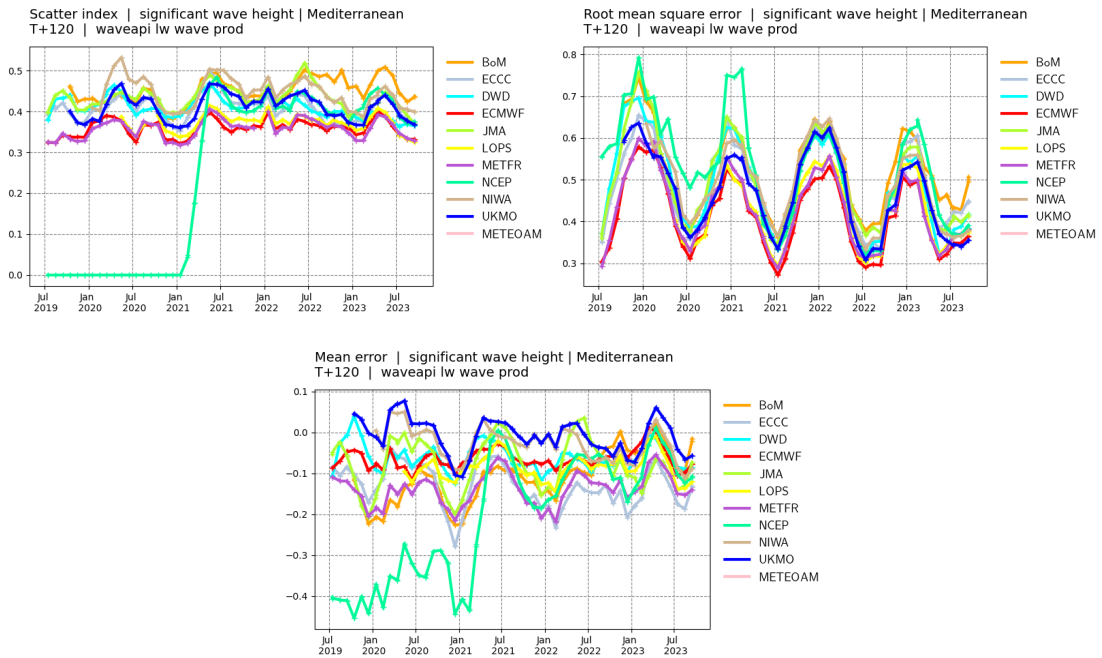 Scatter index | significant wave height | Mediterranean
T+120 | waveapi lw wave prod
0.5
0.4
0.3
0.2
0.1
0.0
Jul 2019
Jan 2020
Jul 2020
Jan 2021
Jul 2021
Jan 2022
Jul 2022
Jan 2023
Jul 2023
BoM
ECCC
DWD
ECMWF
JMA
LOPS
METFR
NCEP
NIWA
UKMO
METEOAM
Root mean square error | significant wave height | Mediterranean
T+120 | waveapi lw wave prod
0.8
0.7
0.6
0.5
0.4
0.3
Jul 2019
Jan 2020
Jul 2020
Jan 2021
Jul 2021
Jan 2022
Jul 2022
Jan 2023
Jul 2023
BoM
ECCC
DWD
ECMWF
JMA
LOPS
METFR
NCEP
NIWA
UKMO
METEOAM
Mean error | significant wave height | Mediterranean
T+120 | waveapi lw wave prod
0.1
0.0
−0.1
−0.2
−0.3
−0.4
Jul 2019
Jan 2020
Jul 2020
Jan 2021
Jul 2021
Jan 2022
Jul 2022
Jan 2023
Jul 2023
BoM
ECCC
DWD
ECMWF
JMA
LOPS
METFR
NCEP
NIWA
UKMO
METEOAM